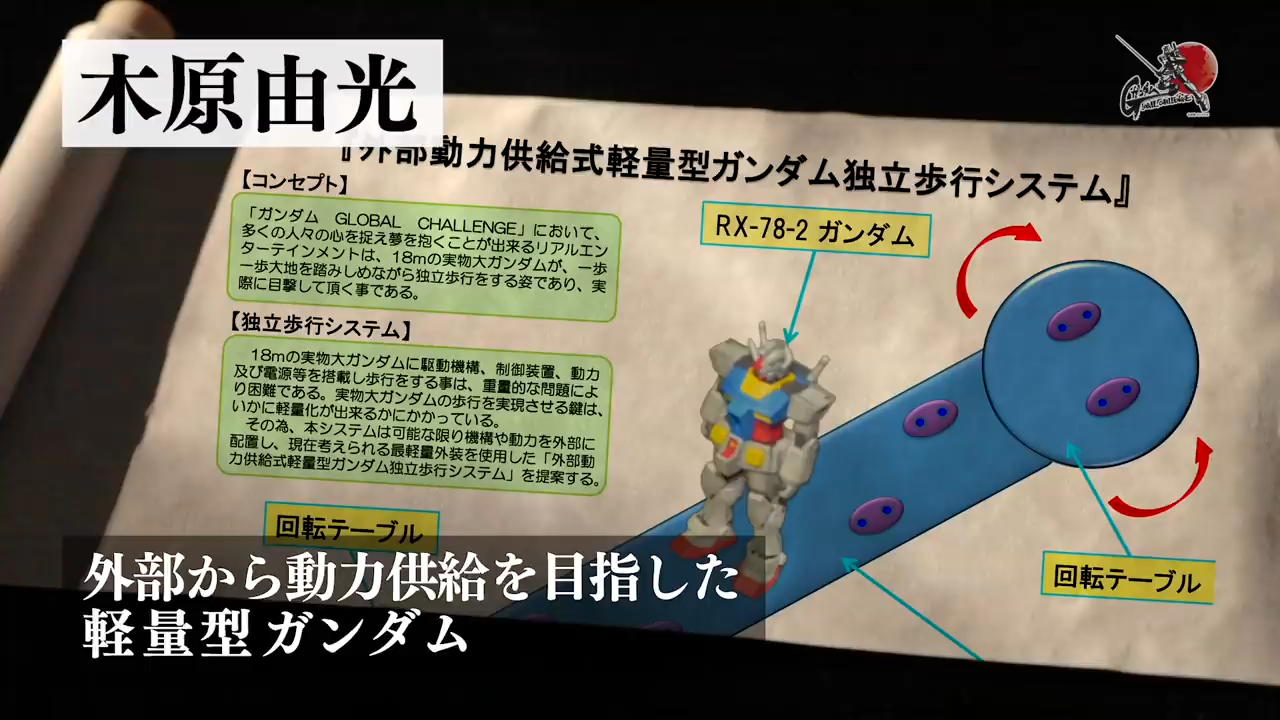 木原由光
『外部動力供給式軽量型ガンダム独立歩行システム』
【コンセプト】
「ガンダム GLOBAL CHALLENGE」において、
多くの人々の心を捉え夢を抱くことが出来るリアルエン
ターテインメントは、18mの実物大ガンダムが、一歩
一歩大地を踏みしめながら独立歩行をする姿であり、実
際に目撃して頂く事である。
【独立歩行システム】
18mの実物大ガンダムに駆動機構、制御装置、動力
及び電源等を搭載し歩行をする事は、重量的な問題によ
り困難である。実物大ガンダムの歩行を実現させる鍵は、
いかに軽量化が出来るかにかかっている。
その為、本システムは可能な限り機構や動力を外部に
配置し、現在考えられる最軽量外装を使用した「外部動
力供給式軽量型ガンダム独立歩行システム」を提案する。
RX-78-2 ガンダム
回転テーブル
回転テーブル
外部から動力供給を目指した
軽量型ガンダム